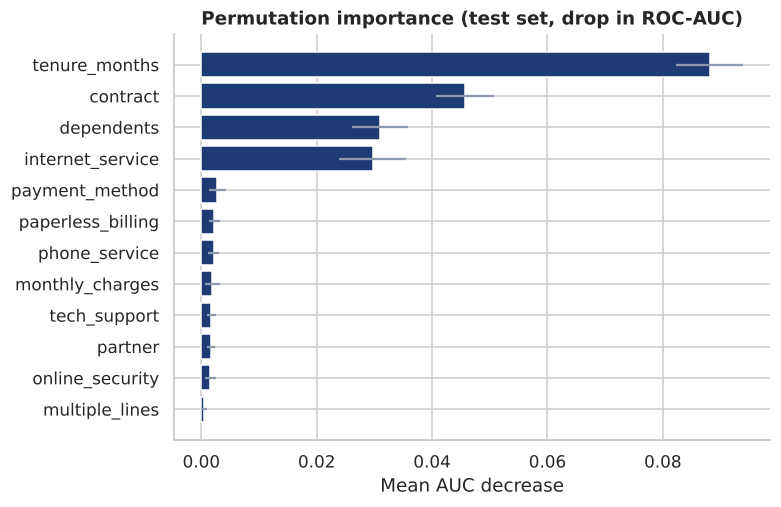 Permutation importance (test set, drop in ROC-AUC)
tenure_months
contract
dependents
internet_service
payment_method
paperless_billing
phone_service
monthly_charges
tech_support
partner
online_security
multiple_lines
0.00 0.02 0.04 0.06 0.08
Mean AUC decrease